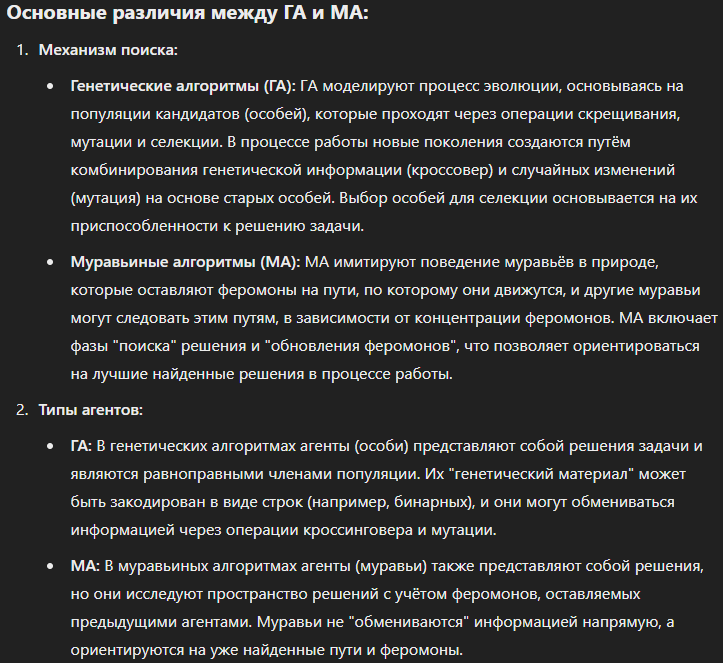 Основные различия между ГА и МА:
1. Механизм поиска:
• Генетические алгоритмы (ГА): ГА моделируют процесс эволюции, основываясь на
популяции кандидатов (особей), которые проходят через операции скрещивания,
мутации и селекции. В процессе работы новые поколения создаются путём
комбинирования генетической информации (кроссовер) и случайных изменений
(мутация) на основе старых особей. Выбор особей для селекции основывается на их
приспособленности к решению задачи.
• Муравьиные алгоритмы (МА): МА имитируют поведение муравьёв в природе,
которые оставляют феромоны на пути, по которому они движутся, и другие муравьи
могут следовать этим путям, в зависимости от концентрации феромонов. МА включает
фазы "поиска" решения и "обновления феромонов", что позволяет ориентироваться
на лучшие найденные решения в процессе работы.
2. Типы агентов:
• ГА: В генетических алгоритмах агенты (особи) представляют собой решения задачи и
являются равноправными членами популяции. Их "генетический материал" может
быть закодирован в виде строк (например, бинарных), и они могут обмениваться
информацией через операции кроссинговера и мутации.
• МА: В муравьиных алгоритмах агенты (муравьи) также представляют собой решения,
но они исследуют пространство решений с учётом феромонов, оставляемых
предыдущими агентами. Муравьи не "обмениваются" информацией напрямую, а
ориентируются на уже найденные пути и феромоны.